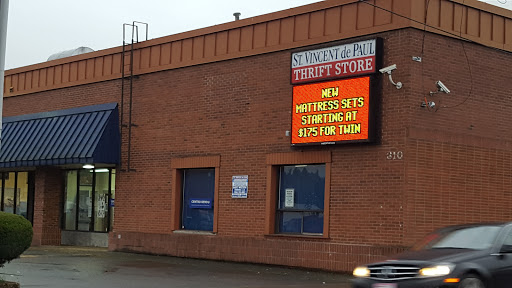 ST. VINCENT de PAUL
THRIFT STORE
NEW
MATTRESS SETS
STARTING AT
$175 FOR TWIN
310